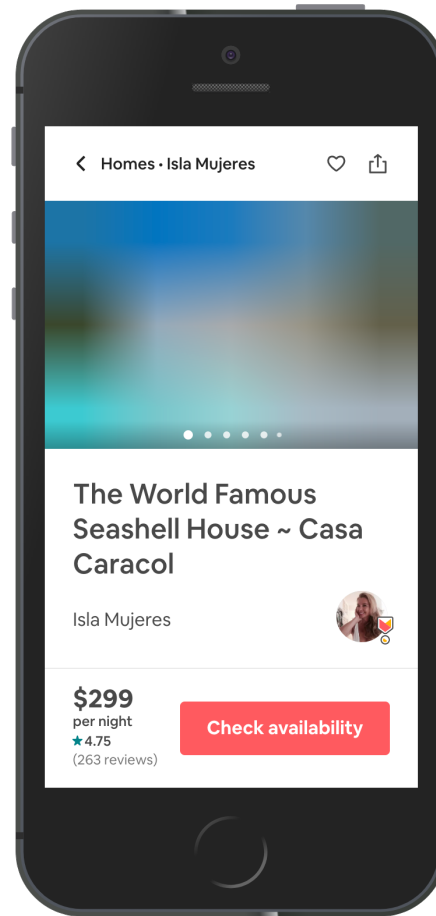 Homes · Isla Mujeres
The World Famous
Seashell House ~ Casa
Caracol
Isla Mujeres
$299
per night
★4.75
(263 reviews)
Check availability